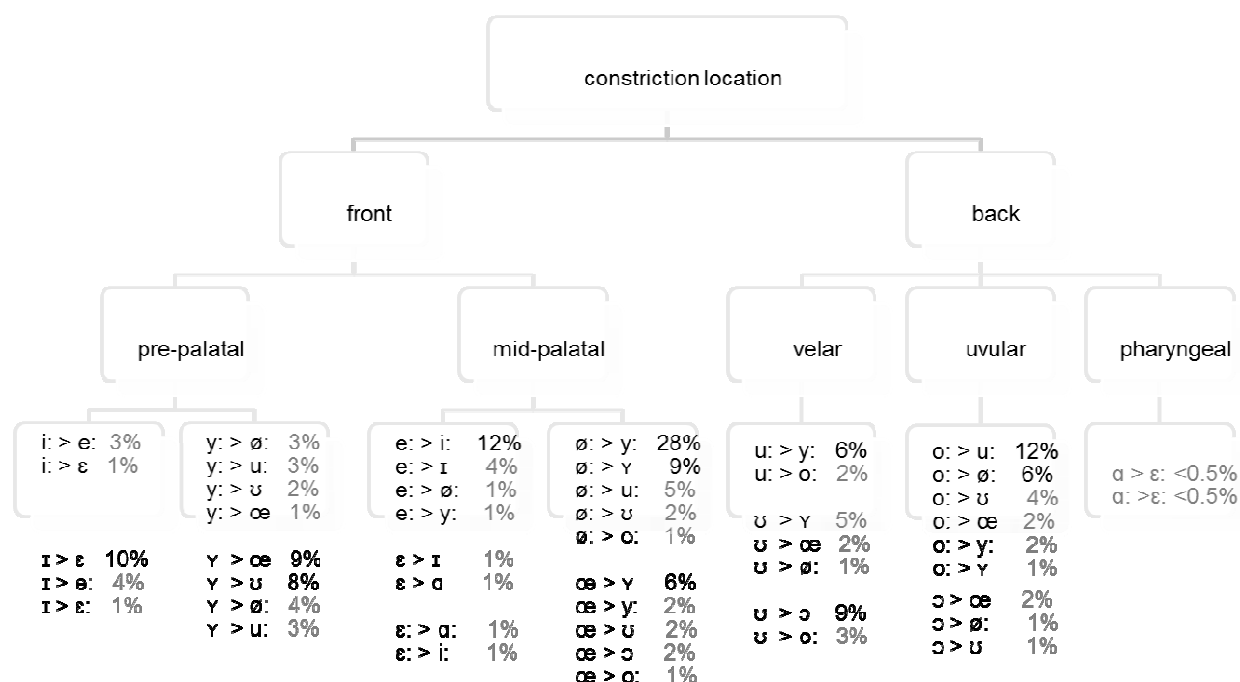 constriction location
front
back
pre-palatal
mid-palatal
velar
uvular
pharyngeal
i: > e: 3%
i: > ɛ 1%
ɪ > ɛ 10%
ɪ > e: 4%
ɪ > ɛ: 1%
y: > ø: 3%
y: > u: 3%
y: > ʊ 2%
y: > œ 1%
ʏ > œ 9%
ʏ > ʊ 8%
ʏ > ø: 4%
ʏ > u: 3%
e: > i: 12%
e: > ɪ 4%
e: > ø: 1%
e: > y: 1%
ɛ > ɪ 1%
ɛ > ɑ 1%
ɛ: > ɑ: 1%
ɛ: > i: 1%
ø: > y: 28%
ø: > ʏ 9%
ø: > u: 5%
ø: > ʊ 2%
ø: > o: 1%
œ > ʏ 6%
œ > y: 2%
œ > ʊ 2%
œ > ɔ 2%
œ > o: 1%
u: > y: 6%
u: > o: 2%
ʊ > ʏ 5%
ʊ > œ 2%
ʊ > ø: 1%
ʊ > ɔ 9%
ʊ > o: 3%
o: > u: 12%
o: > ø: 6%
o: > ʊ 4%
o: > œ 2%
o: > y: 2%
o: > ʏ 1%
ɔ > œ 2%
ɔ > ø: 1%
ɔ > ʊ 1%
ɑ > ɛ: <0.5%
ɑ: >ɛ: <0.5%